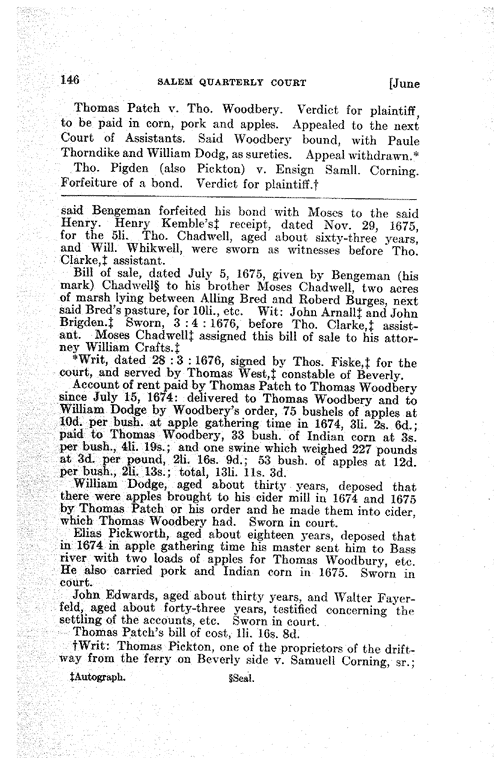 146 SALEM QUARTERLY COURT [June
Thomas Patch v. Tho. Woodbery. Verdict for plaintiff,
to be paid in corn, pork and apples. Appealed to the next
Court of Assistants. Said Woodbery bound, with Paule
Thorndike and William Dodg, as sureties. Appeal withdrawn.*
Tho. Pigden (also Pickton) v. Ensign Samll. Corning.
Forfeiture of a bond. Verdict for plaintiff.†
said Bengeman forfeited his bond with Moses to the said
Henry. Henry Kemble's‡ receipt, dated Nov. 29, 1675,
for the 5li. Tho. Chadwell, aged about sixty-three years,
and Will. Whikwell, were sworn as witnesses before Tho.
Clarke,‡ assistant.
Bill of sale, dated July 5, 1675, given by Bengeman (his
mark) Chadwell§ to his brother Moses Chadwell, two acres
of marsh lying between Alling Bred and Roberd Burges, next
said Bred's pasture, for 10li., etc. Wit: John Arnall‡ and John
Brigden.‡ Sworn, 3 : 4 : 1676, before Tho. Clarke,‡ assist-
ant. Moses Chadwell‡ assigned this bill of sale to his attor-
ney William Crafts.‡
*Writ, dated 28 : 3 : 1676, signed by Thos. Fiske,‡ for the
court, and served by Thomas West,‡ constable of Beverly.
Account of rent paid by Thomas Patch to Thomas Woodbery
since July 15, 1674: delivered to Thomas Woodbery and to
William Dodge by Woodbery's order, 75 bushels of apples at
10d. per bush. at apple gathering time in 1674, 3li. 2s. 6d.;
paid to Thomas Woodbery, 33 bush. of Indian corn at 3s.
per bush., 4li. 19s.; and one swine which weighed 227 pounds
at 3d. per pound, 2li. 16s. 9d.; 53 bush. of apples at 12d.
per bush., 2li. 13s.; total, 13li. 11s. 3d.
William Dodge, aged about thirty years, deposed that
there were apples brought to his cider mill in 1674 and 1675
by Thomas Patch or his order and he made them into cider,
which Thomas Woodbery had. Sworn in court.
Elias Pickworth, aged about eighteen years, deposed that
in 1674 in apple gathering time his master sent him to Bass
river with two loads of apples for Thomas Woodbury, etc.
He also carried pork and Indian corn in 1675. Sworn in
court.
John Edwards, aged about thirty years, and Walter Fayer-
feld, aged about forty-three years, testified concerning the
settling of the accounts, etc. Sworn in court.
Thomas Patch's bill of cost, 1li. 16s. 8d.
†Writ: Thomas Pickton, one of the proprietors of the drift-
way from the ferry on Beverly side v. Samuell Corning, sr.;
‡Autograph. §Seal.